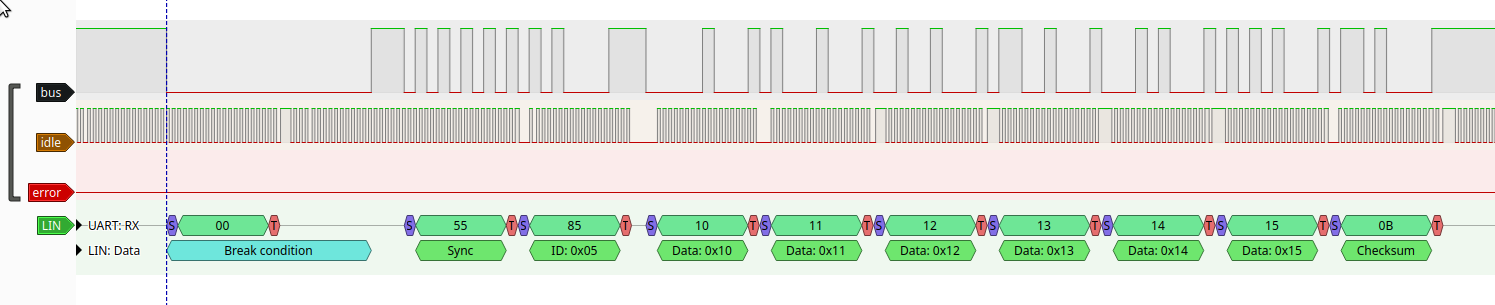 bus
idle
error
LIN UART: RX S 00 T S 55 T S 85 T S 10 T S 11 T S 12 T S 13 T S 14 T S 15 T S 0B T
LIN: Data Break condition Sync ID: 0x05 Data: 0x10 Data: 0x11 Data: 0x12 Data: 0x13 Data: 0x14 Data: 0x15 Checksum